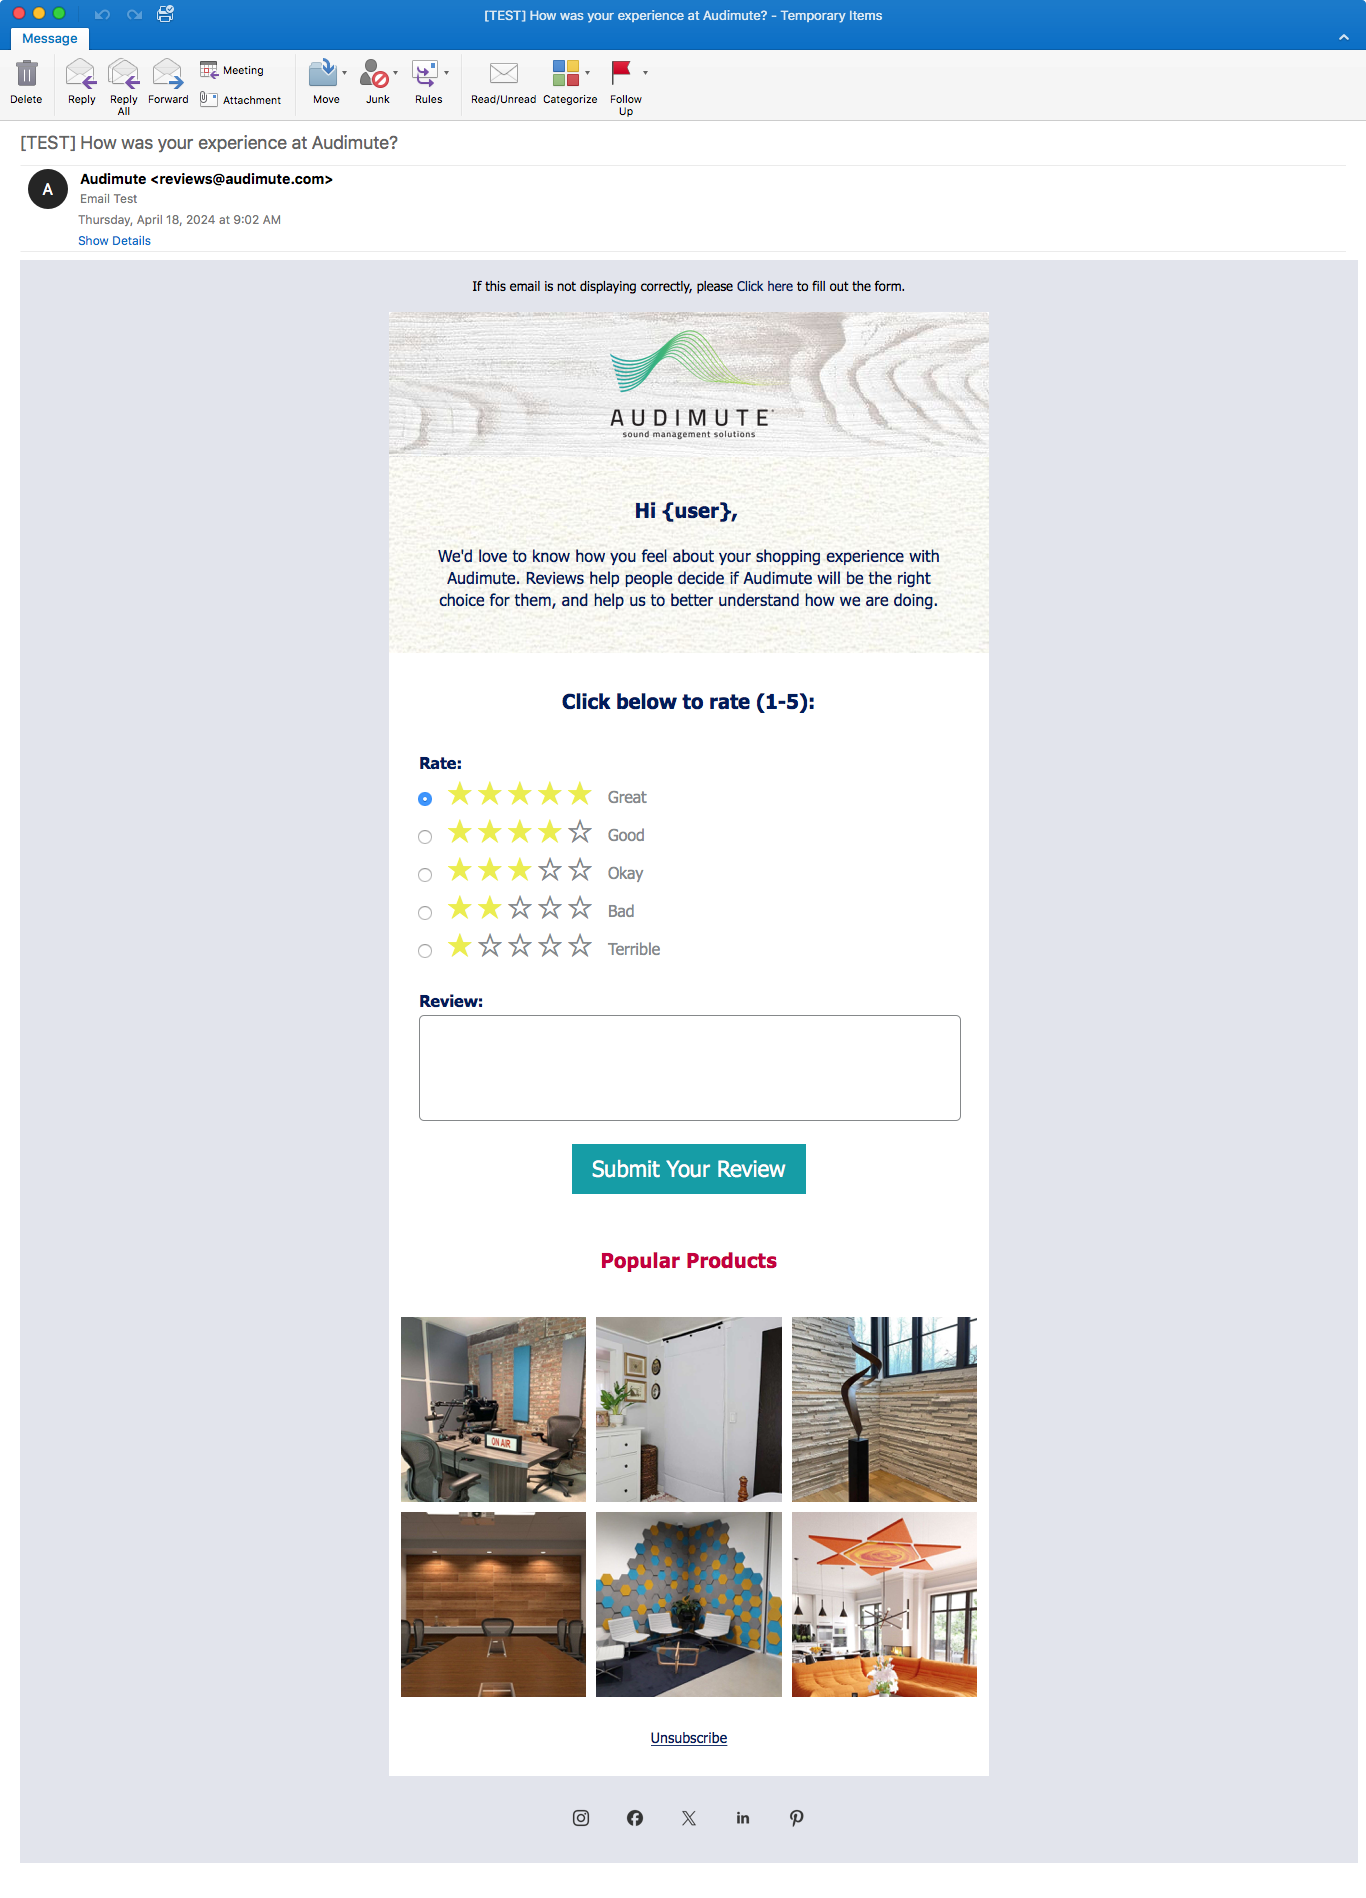 [TEST] How was your experience at Audimute? - Temporary Items
Message
Delete
Reply
Reply All
Forward
Meeting
Attachment
Move
Junk
Rules
Read/Unread
Categorize
Follow Up
[TEST] How was your experience at Audimute?
A
Audimute <reviews@audimute.com>
Email Test
Thursday, April 18, 2024 at 9:02 AM
Show Details
If this email is not displaying correctly, please Click here to fill out the form.
AUDIMUTE
sound management solutions
Hi {user},
We'd love to know how you feel about your shopping experience with
Audimute. Reviews help people decide if Audimute will be the right
choice for them, and help us to better understand how we are doing.
Click below to rate (1-5):
Rate:
Great
Good
Okay
Bad
Terrible
Review:
Submit Your Review
Popular Products
ON AIR
Unsubscribe